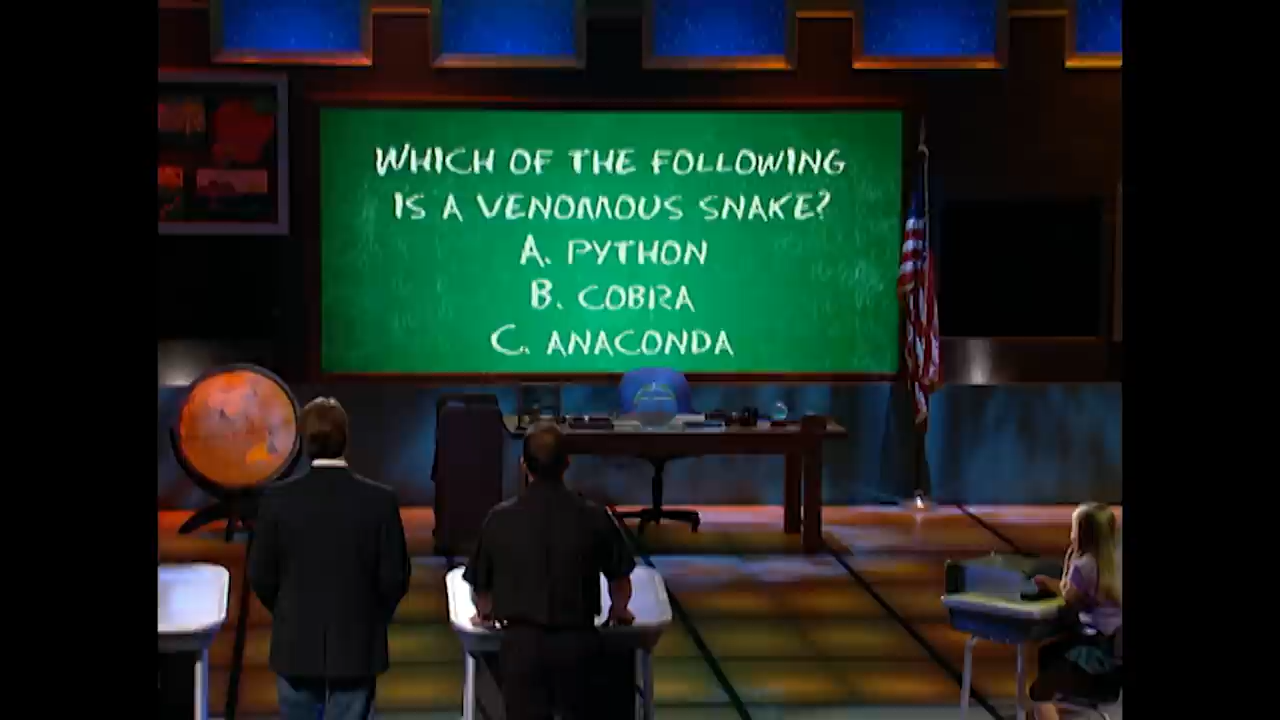 WHICH OF THE FOLLOWING
IS A VENOMOUS SNAKE?
A. PYTHON
B. COBRA
C. ANACONDA